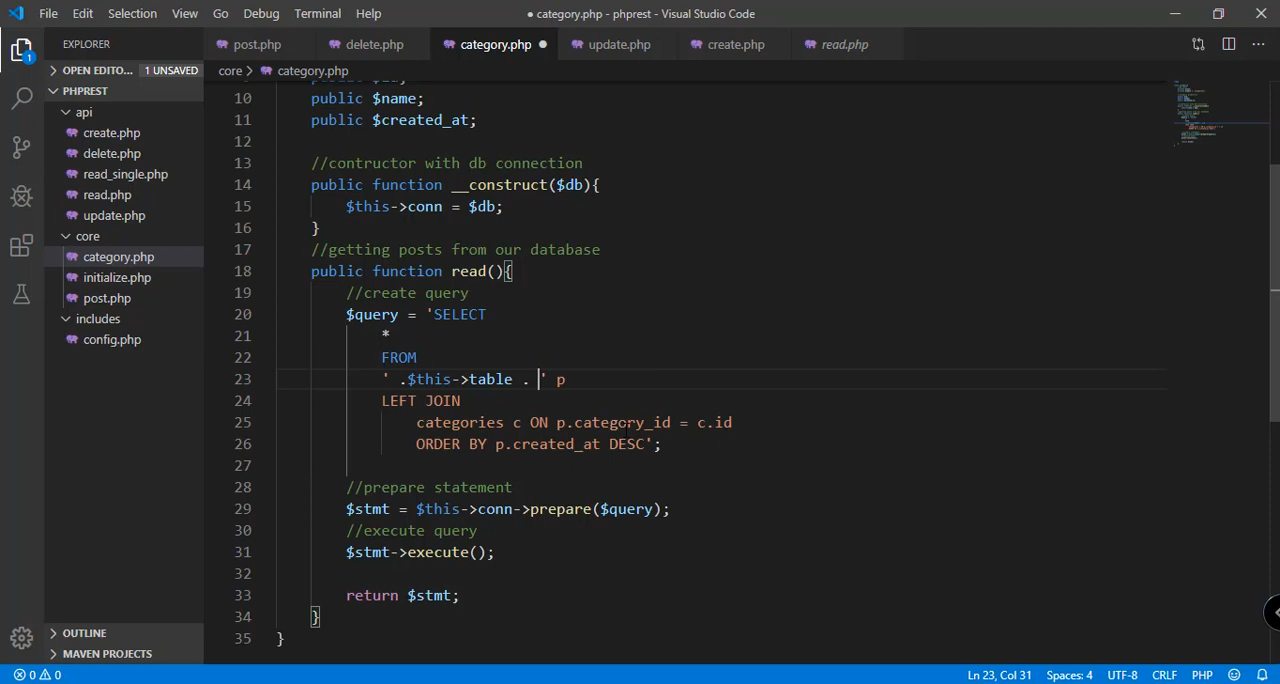 File Edit Selection View Go Debug Terminal Help
● category.php - phprest - Visual Studio Code
EXPLORER
post.php delete.php category.php update.php create.php read.php
OPEN EDITO... 1 UNSAVED
core > category.php
PHPREST
api
create.php
delete.php
read_single.php
read.php
update.php
core
category.php
initialize.php
post.php
includes
config.php
OUTLINE
MAVEN PROJECTS
1
10 public $name;
11 public $created_at;
12
13 //contructor with db connection
14 public function __construct($db){
15 $this->conn = $db;
16 }
17 //getting posts from our database
18 public function read(){
19 //create query
20 $query = 'SELECT
21 *
22 FROM
23 ' .$this->table . ' p
24 LEFT JOIN
25 categories c ON p.category_id = c.id
26 ORDER BY p.created_at DESC';
27
28 //prepare statement
29 $stmt = $this->conn->prepare($query);
30 //execute query
31 $stmt->execute();
32
33 return $stmt;
34 }
35 }
0 0 Ln 23, Col 31 Spaces: 4 UTF-8 CRLF PHP